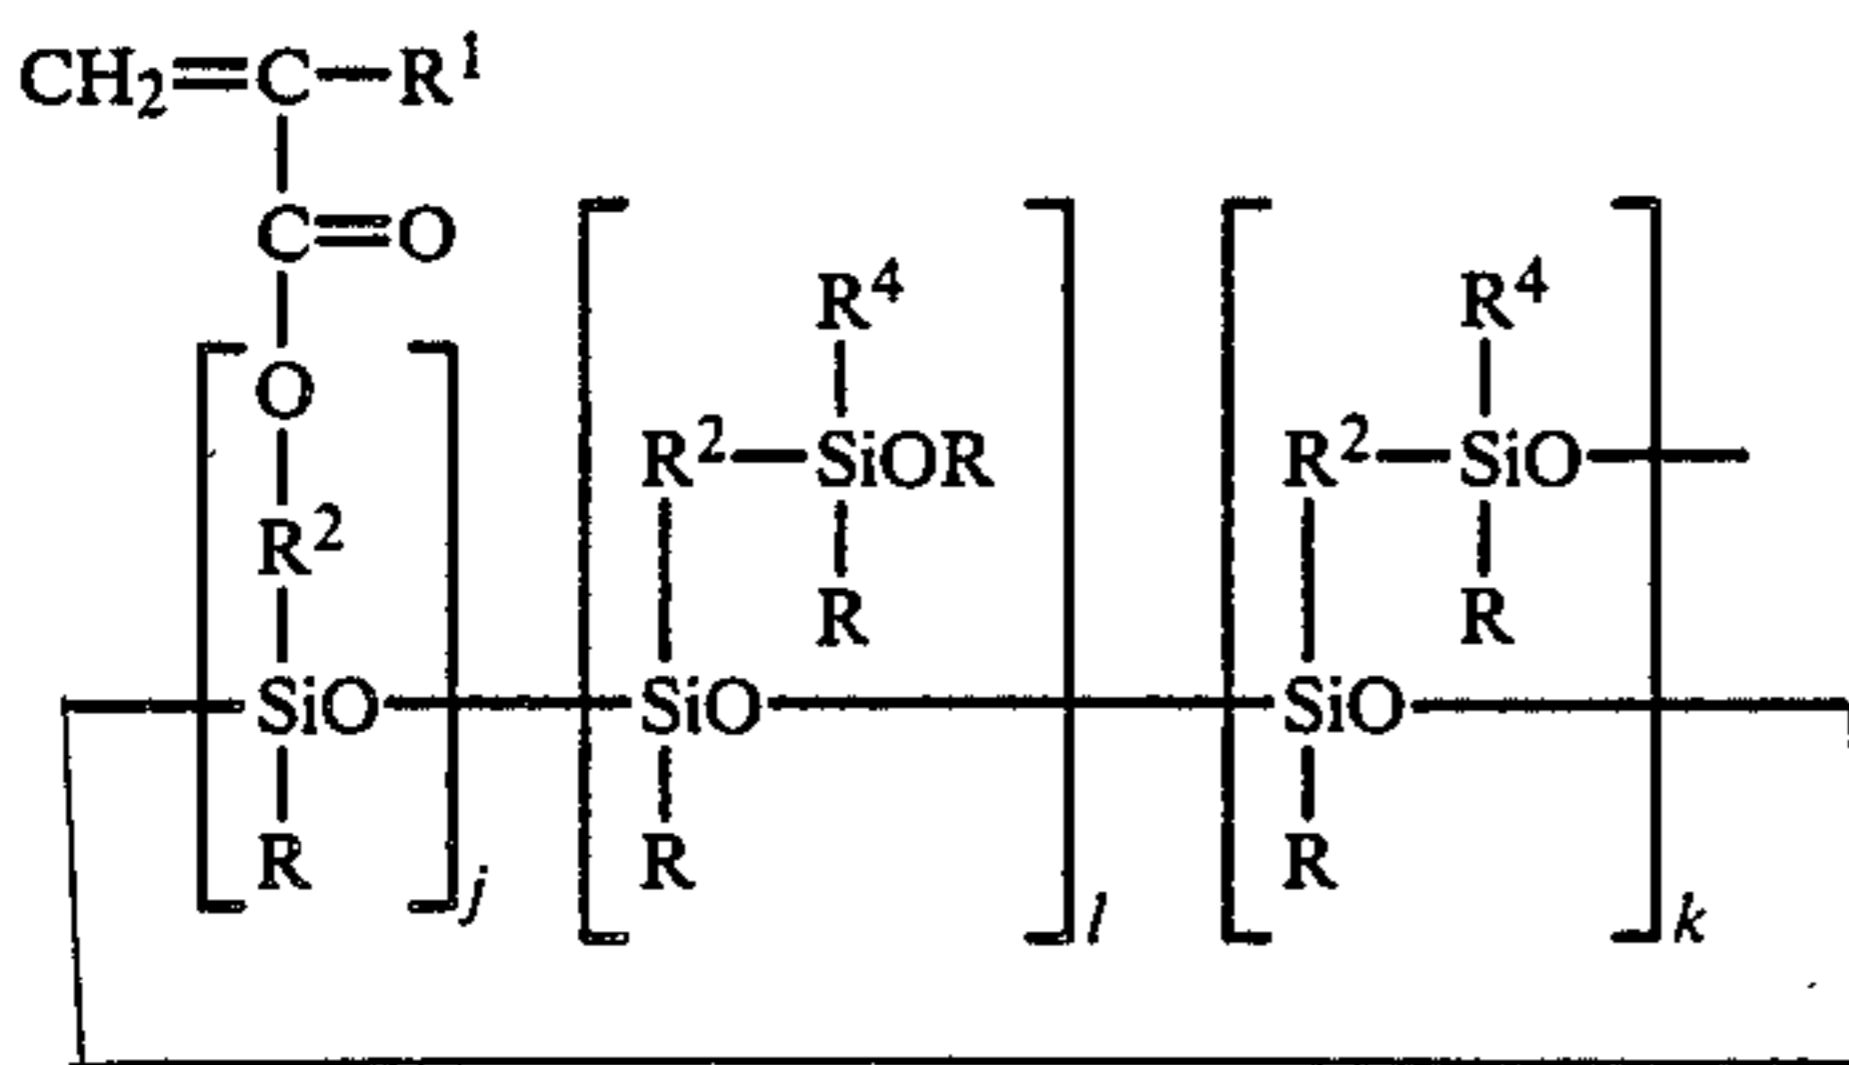 CH₂=C—R¹
C=O
R⁴ R⁴
O
R²—SiOR R²—SiO—
R²
R R
SiO— —SiO— —SiO—
R R R
j l k